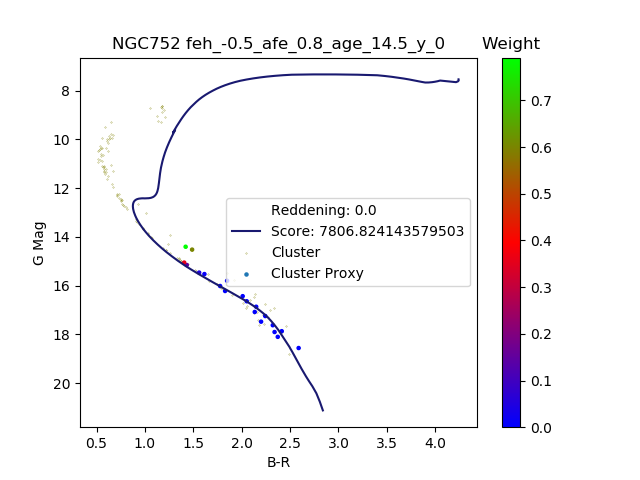 NGC752 feh_-0.5_afe_0.8_age_14.5_y_0
Weight
8
10
12
14
16
18
20
G Mag
0.5 1.0 1.5 2.0 2.5 3.0 3.5 4.0
B-R
Reddening: 0.0
Score: 7806.824143579503
Cluster
Cluster Proxy
0.7
0.6
0.5
0.4
0.3
0.2
0.1
0.0